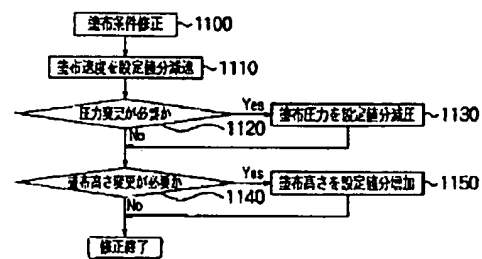 塗布条件修正
1100
塗布速度を設定値分減速
1110
圧力変更が必要か
Yes
1120
No
塗布圧力を設定値分減圧
1130
塗布高さ変更が必要か
Yes
1140
No
塗布高さを設定値分増加
1150
修正終了